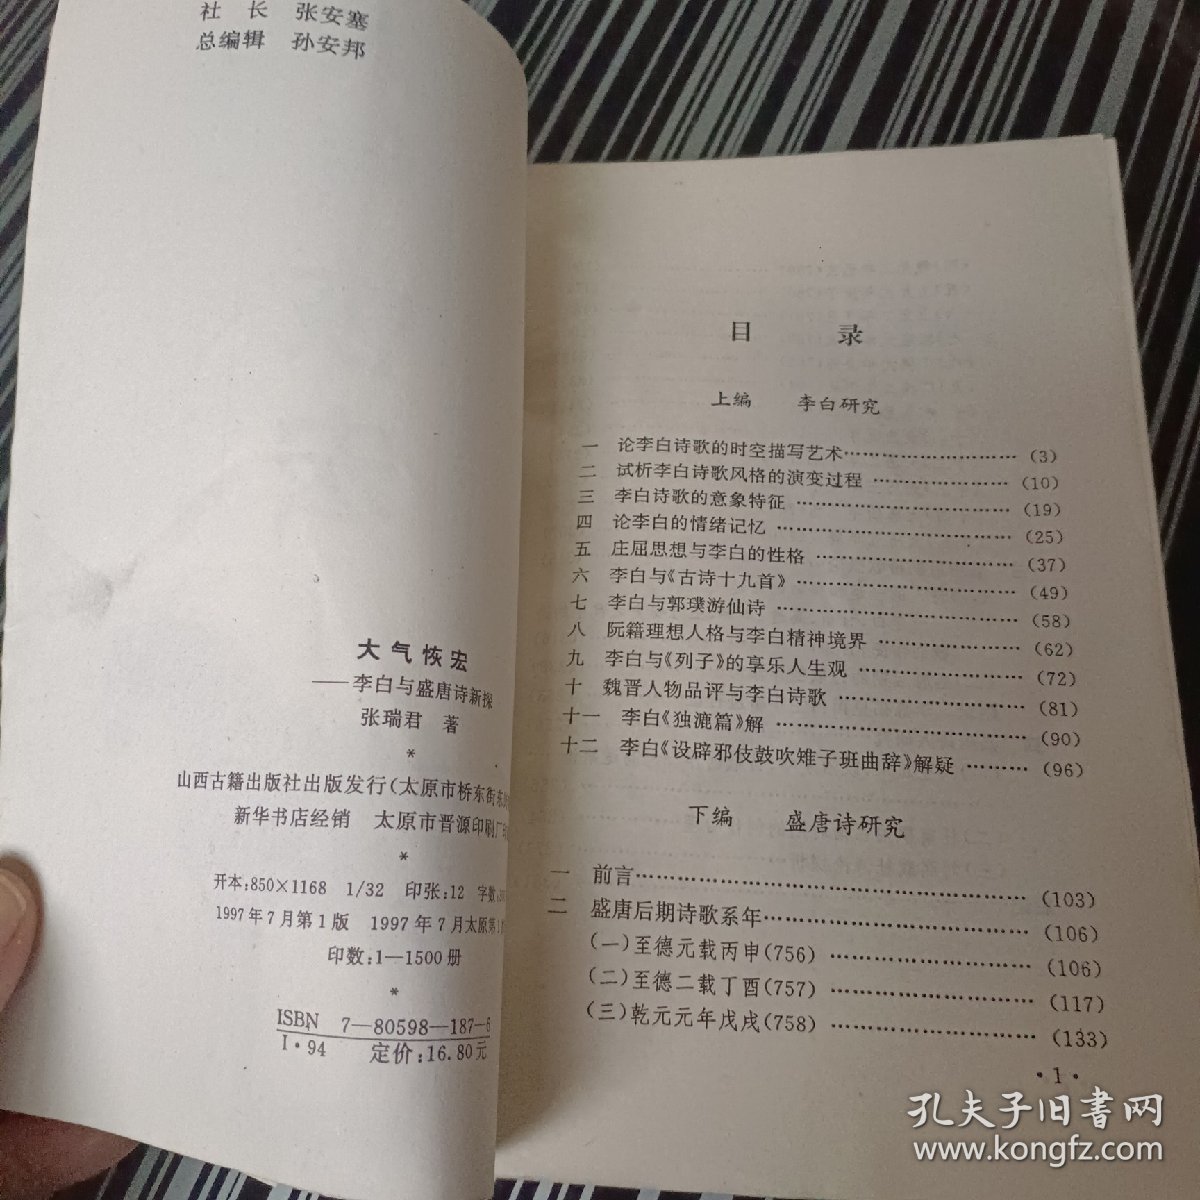 社 长 张安塞
总编辑 孙安邦
大气恢宏
——李白与盛唐诗新探
张瑞君 著
*
山西古籍出版社出版发行(太原市桥东街东
新华书店经销 太原市晋源印刷厂
*
开本:850×1168 1/32 印张:12 字数:
1997年7月第1版 1997年7月太原第1
印数:1—1500册
*
ISBN 7—80598—187—6
I·94 定价:16.80元
目 录
上编 李白研究
一 论李白诗歌的时空描写艺术……………………(3)
二 试析李白诗歌风格的演变过程…………………(10)
三 李白诗歌的意象特征……………………………(19)
四 论李白的情绪记忆………………………………(25)
五 庄屈思想与李白的性格…………………………(37)
六 李白与《古诗十九首》……………………………(49)
七 李白与郭璞游仙诗………………………………(58)
八 阮籍理想人格与李白精神境界…………………(62)
九 李白与《列子》的享乐人生观……………………(72)
十 魏晋人物品评与李白诗歌………………………(81)
十一 李白《独漉篇》解………………………………(90)
十二 李白《设辟邪伎鼓吹雉子班曲辞》解疑………(96)
下编 盛唐诗研究
一 前言………………………………………………(103)
二 盛唐后期诗歌系年………………………………(106)
(一)至德元载丙申(756)……………………………(106)
(二)至德二载丁酉(757)……………………………(117)
(三)乾元元年戊戌(758)……………………………(133)
·1·
孔夫子旧书网
www.kongfz.com